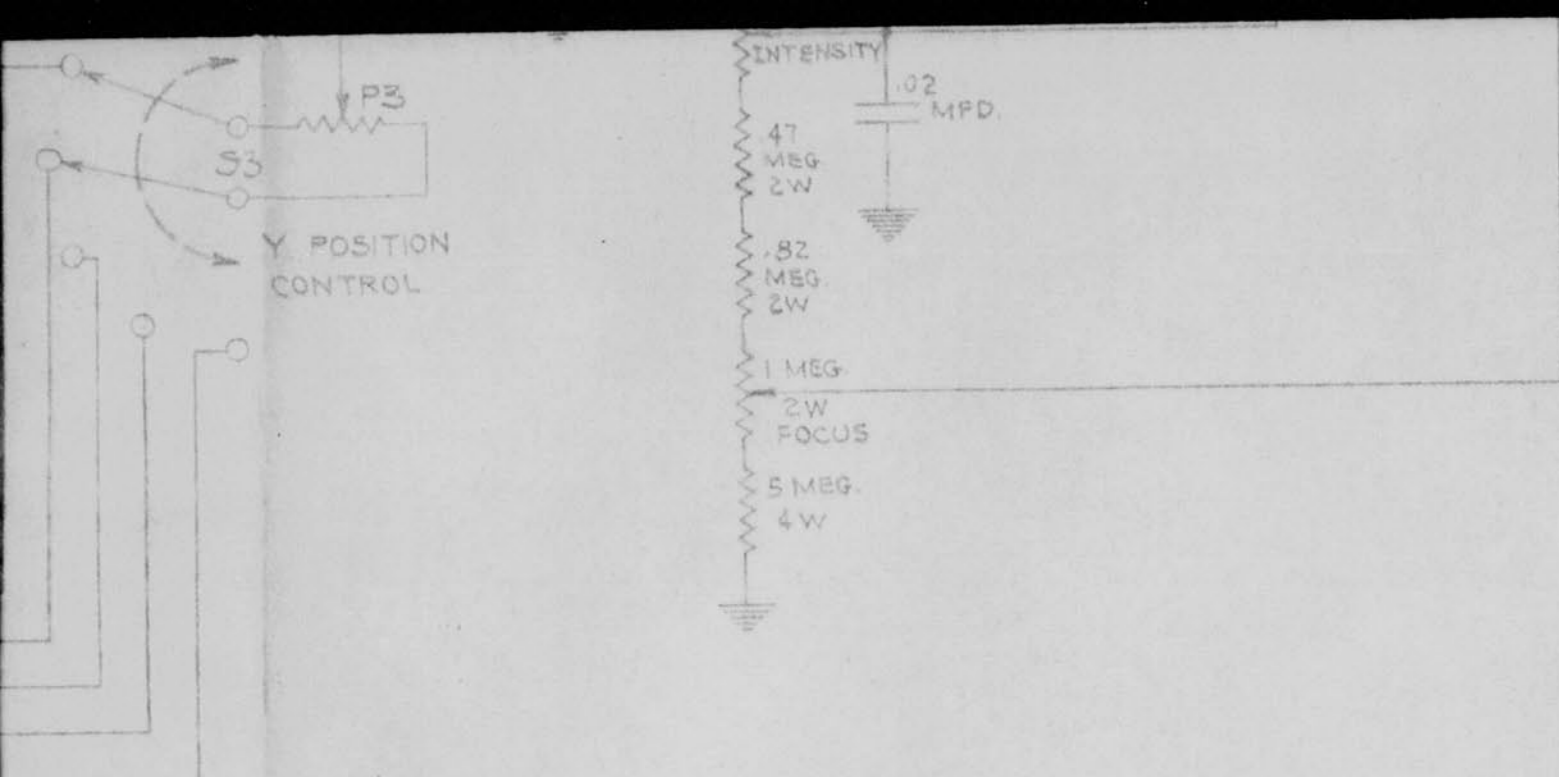 P3
S3
Y POSITION
CONTROL
INTENSITY
.02
MFD.
.47
MEG
2W
.82
MEG.
2W
1 MEG.
2W
FOCUS
5 MEG.
4W